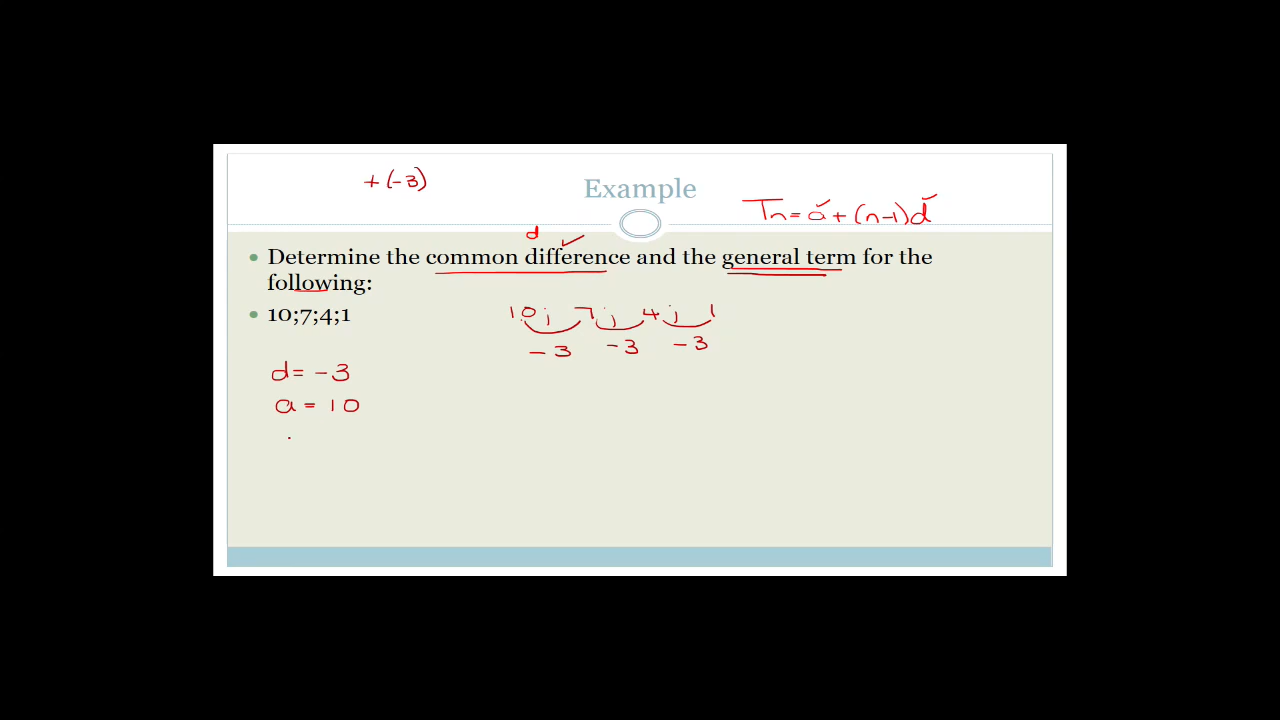 + (-3)
Example
Tn = a + (n-1)d
d
• Determine the common difference and the general term for the
following:
• 10;7;4;1
10; 7; 4; 1
-3 -3 -3
d = -3
a = 10